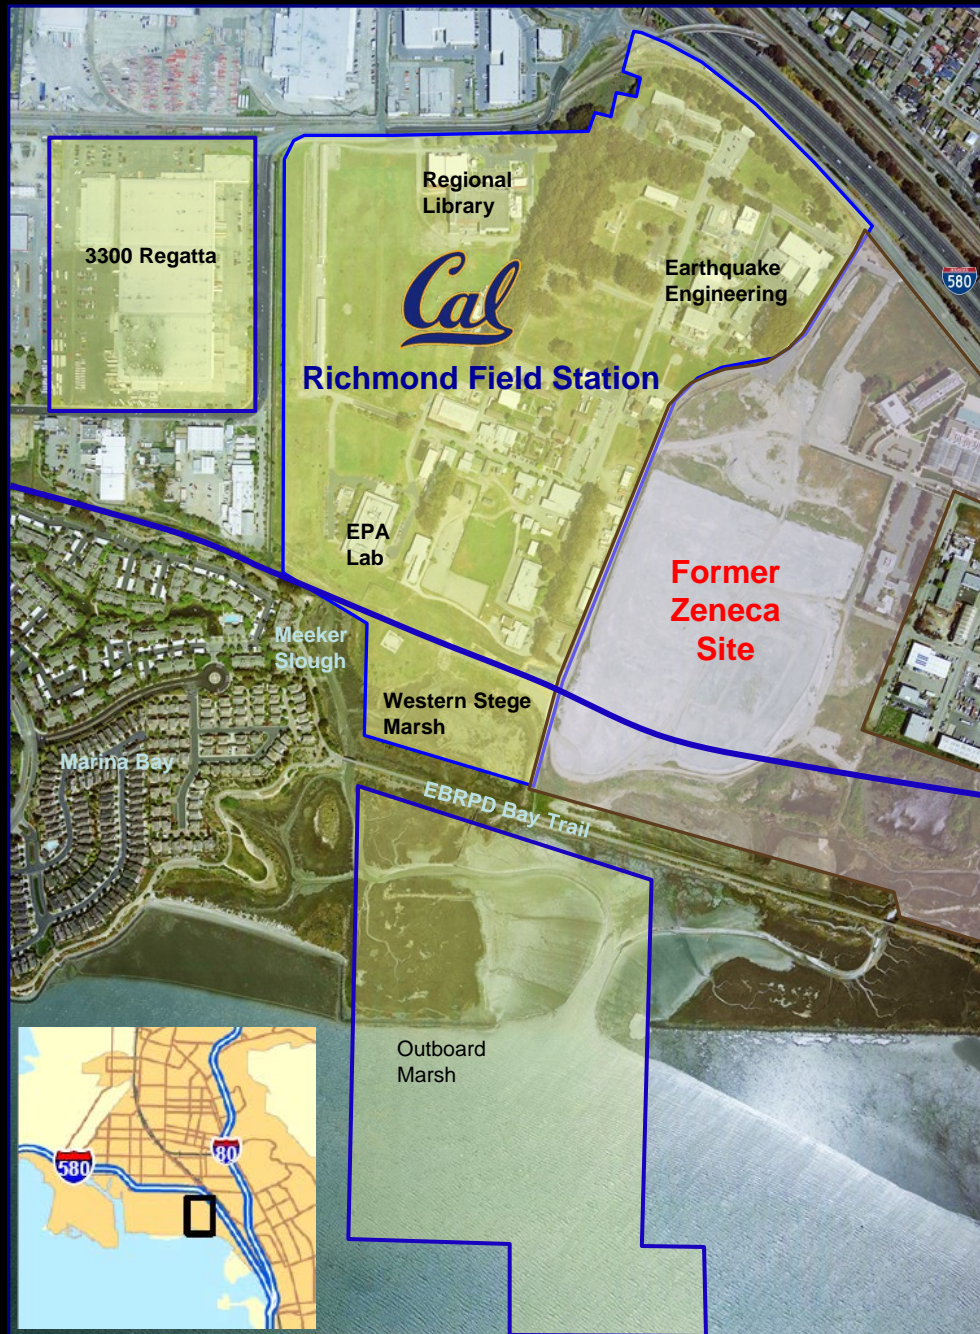 Regional
Library
3300 Regatta
Cal
Earthquake
Engineering
INTERSTATE
580
Richmond Field Station
EPA
Lab
Former
Zeneca
Site
Meeker
Slough
Western Stege
Marsh
Marina Bay
EBRPD Bay Trail
Outboard
Marsh
80
580